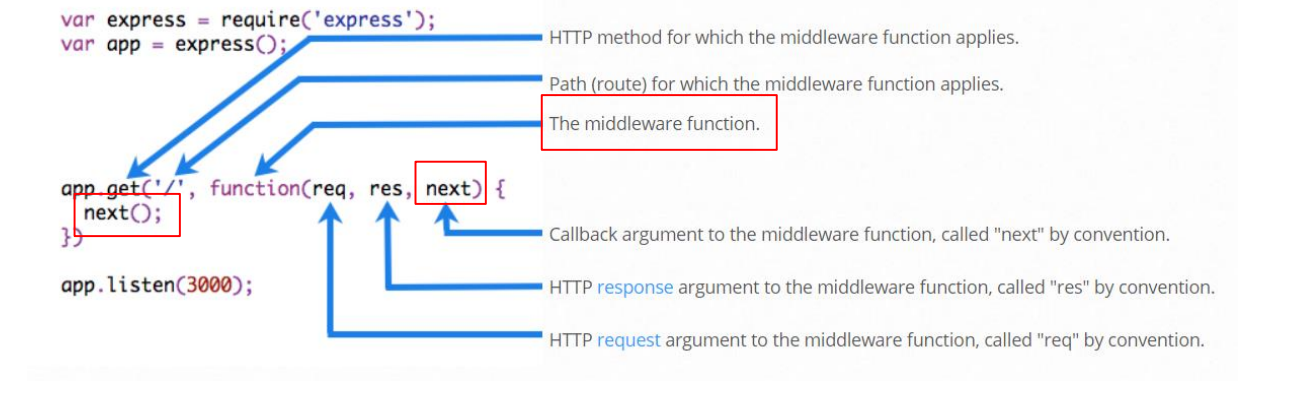 var express = require('express');
var app = express();
HTTP method for which the middleware function applies.
Path (route) for which the middleware function applies.
The middleware function.
app.get('/', function(req, res, next) {
next();
})
Callback argument to the middleware function, called "next" by convention.
app.listen(3000);
HTTP response argument to the middleware function, called "res" by convention.
HTTP request argument to the middleware function, called "req" by convention.